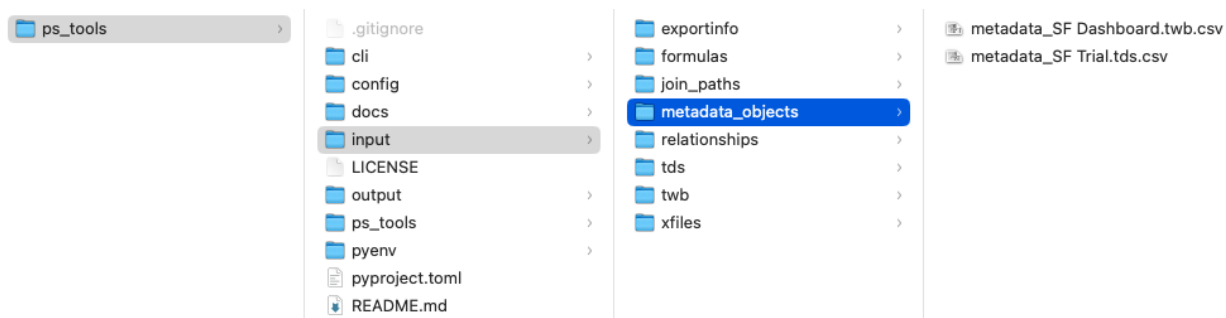 ps_tools
.gitignore
cli
config
docs
input
LICENSE
output
ps_tools
pyenv
pyproject.toml
README.md
exportinfo
formulas
join_paths
metadata_objects
relationships
tds
twb
xfiles
metadata_SF Dashboard.twb.csv
metadata_SF Trial.tds.csv